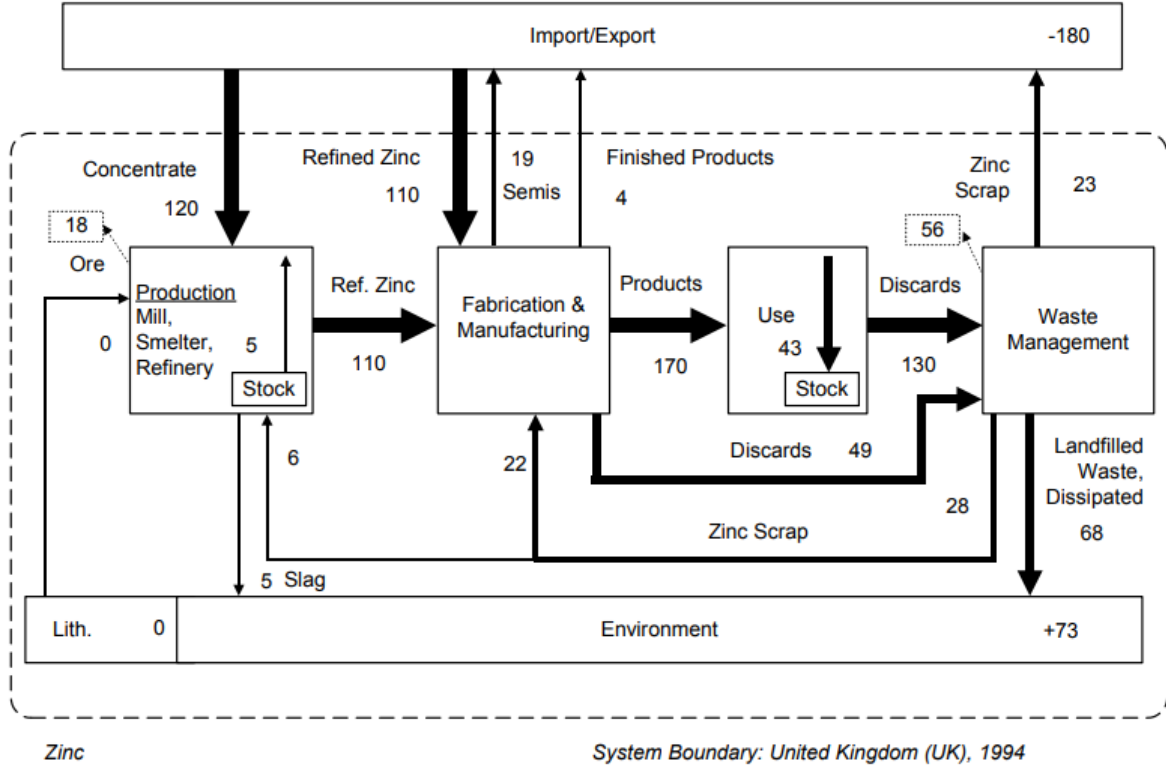 Import/Export
-180
Concentrate
120
Refined Zinc
110
19
Semis
Finished Products
4
Zinc
Scrap
23
18
56
Ore
0
Production
Mill,
Smelter,
Refinery
5
Stock
Ref. Zinc
110
Fabrication &
Manufacturing
Products
170
Use
43
Stock
Discards
130
Waste
Management
6
22
Discards 49
28
Zinc Scrap
Landfilled
Waste,
Dissipated
68
5 Slag
Lith. 0
Environment
+73
Zinc
System Boundary: United Kingdom (UK), 1994